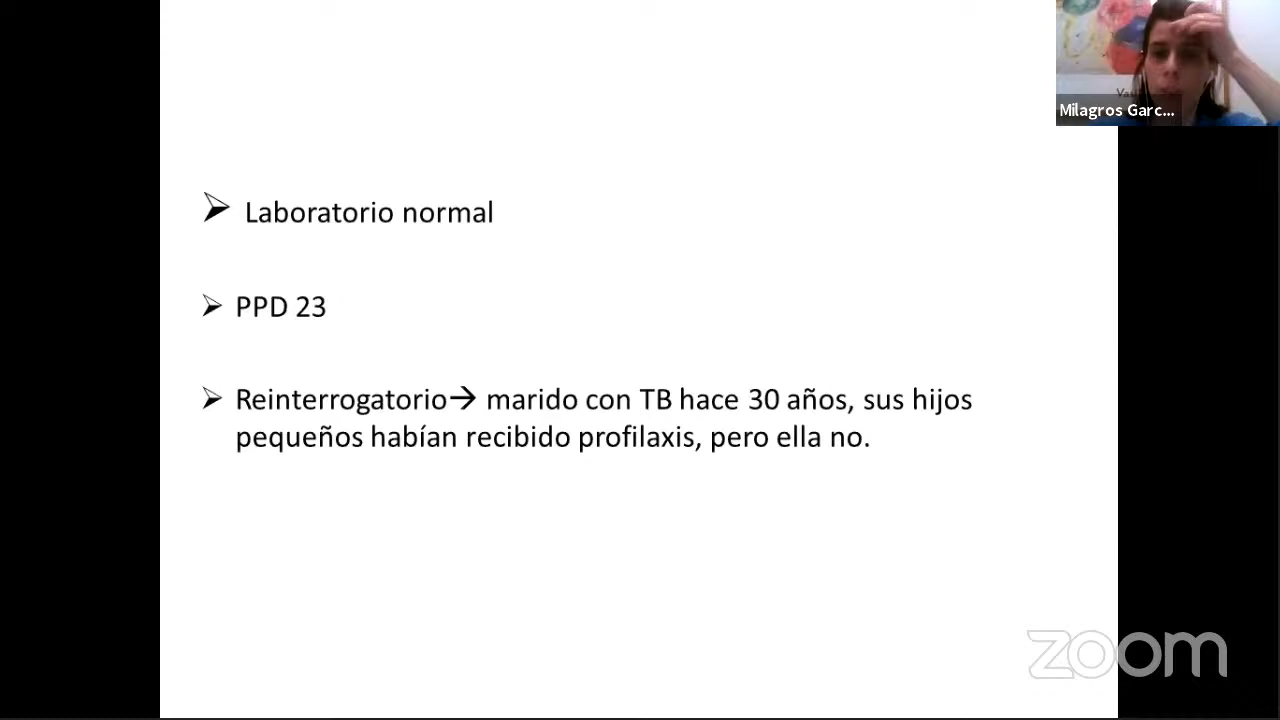 Milagros Garc...
➢ Laboratorio normal
➢ PPD 23
➢ Reinterrogatorio→ marido con TB hace 30 años, sus hijos
pequeños habían recibido profilaxis, pero ella no.
zoom